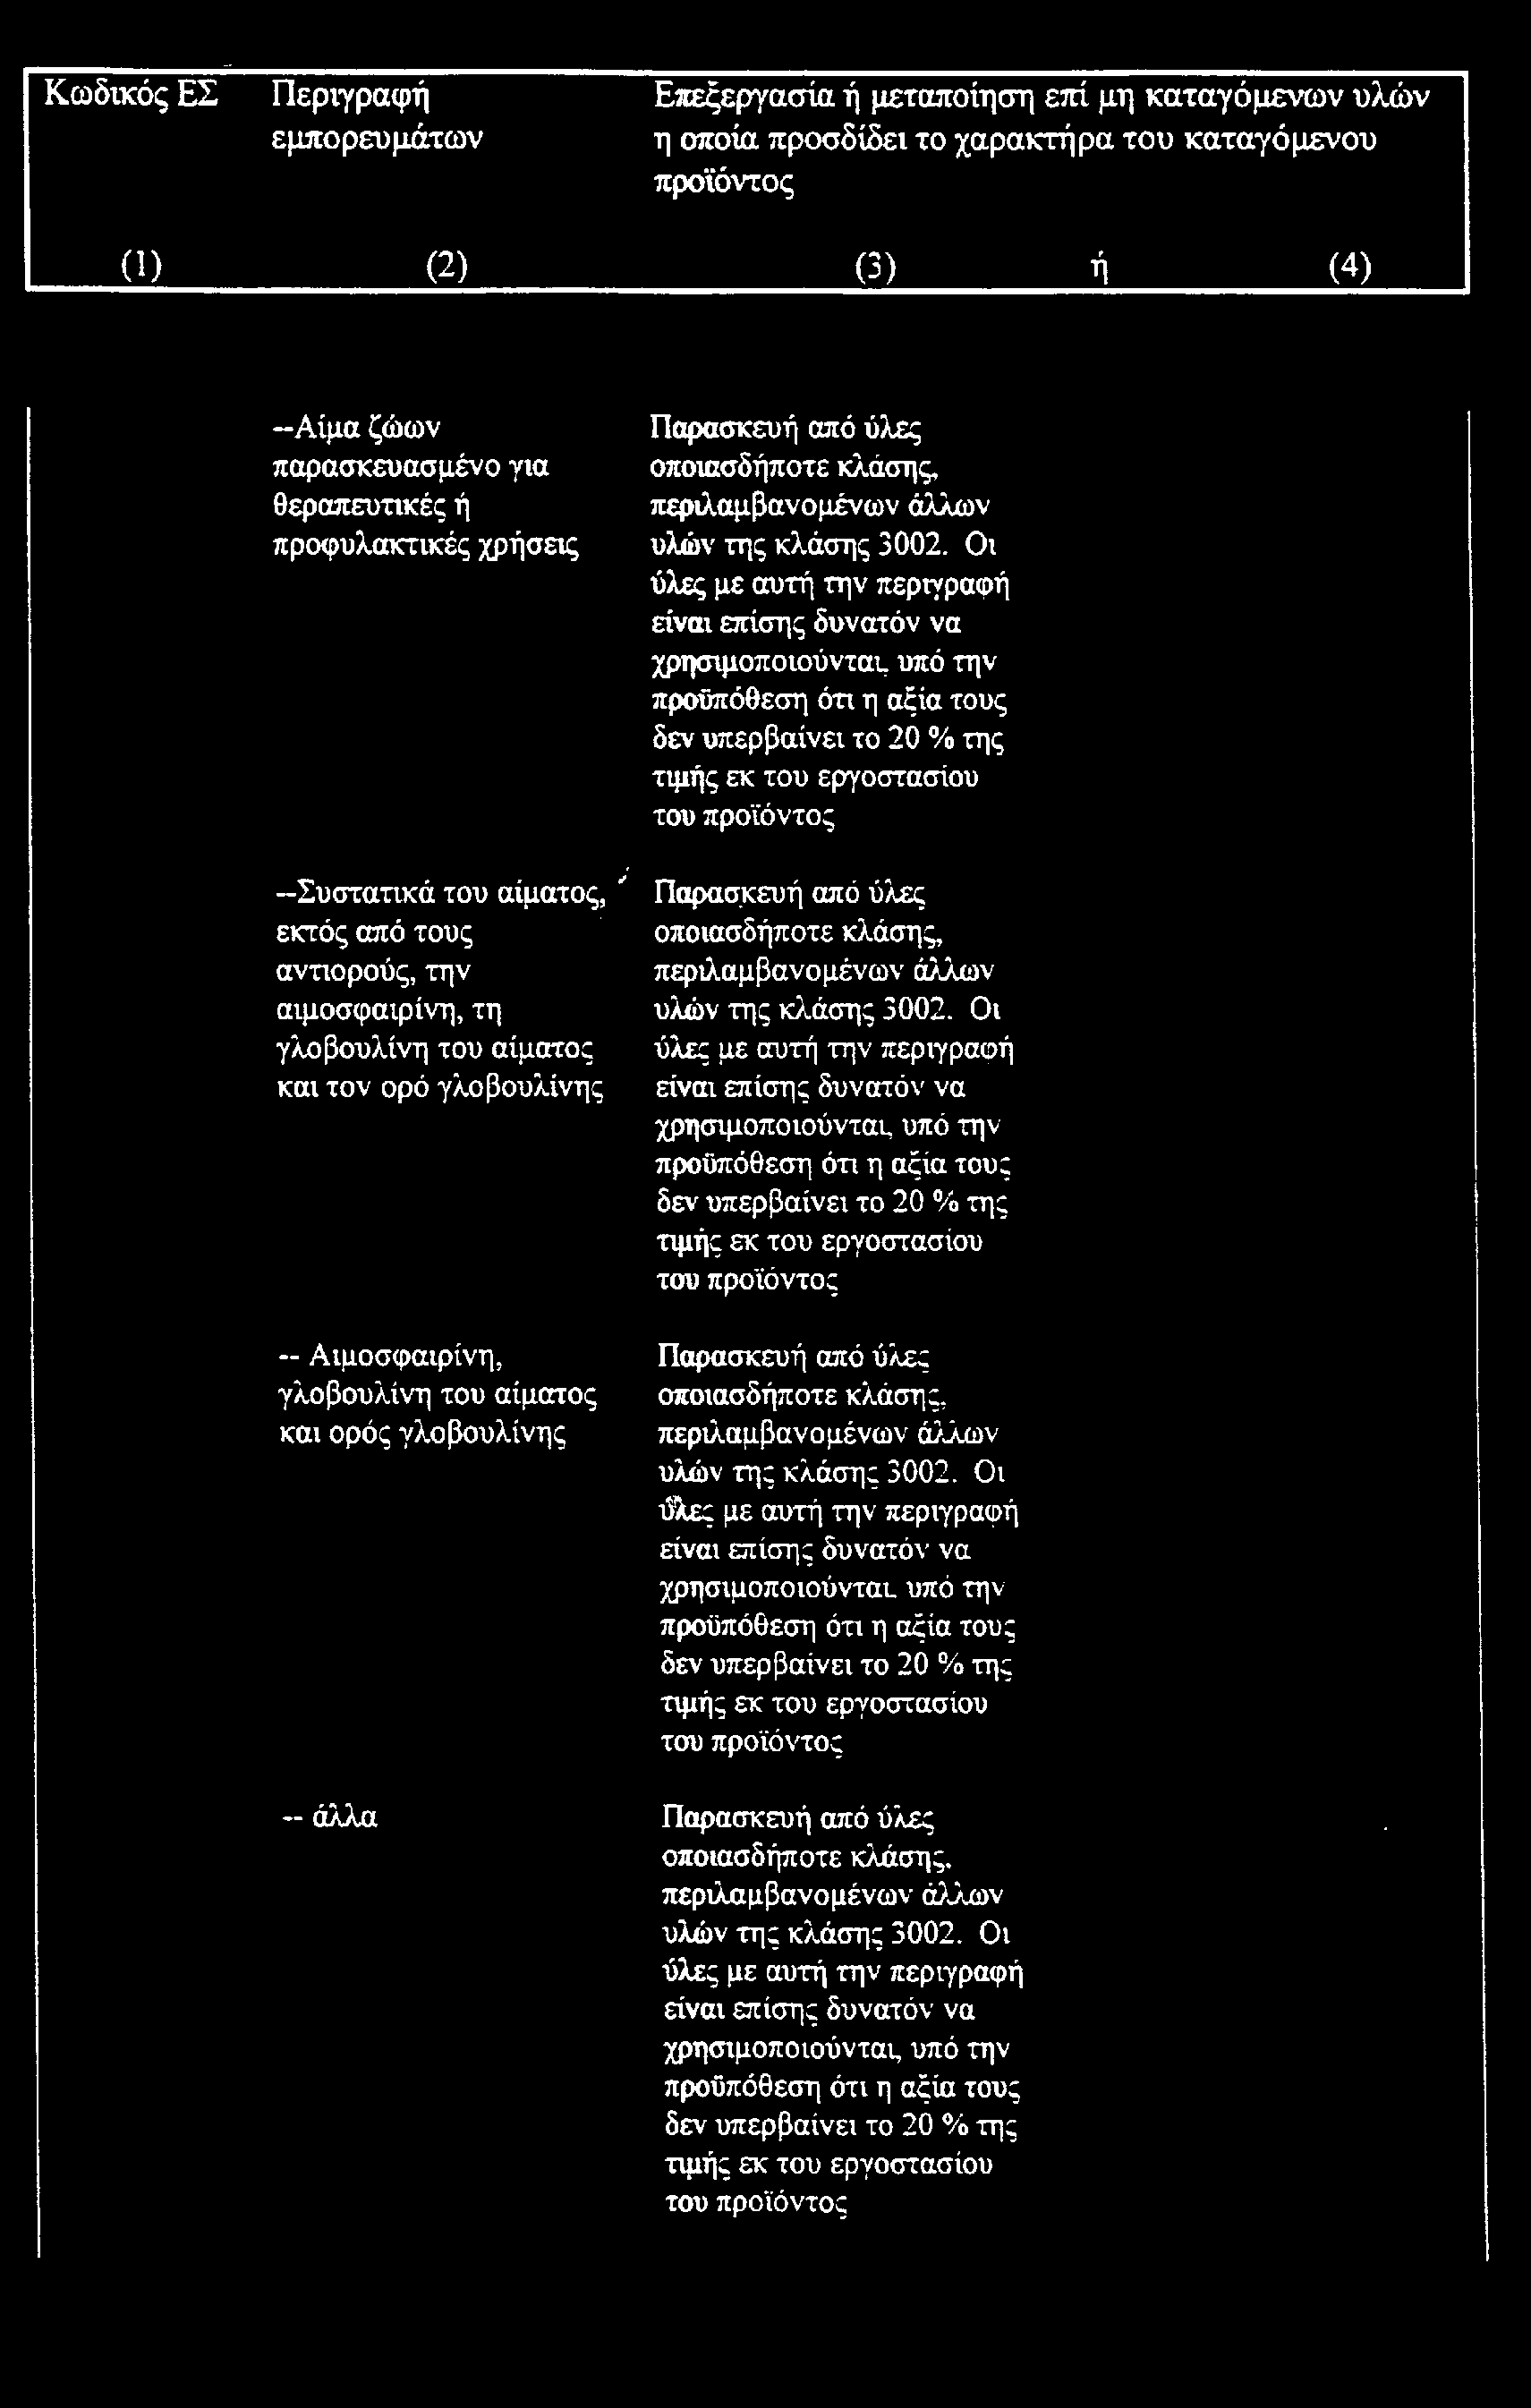 Κωδικός ΕΣ
Περιγραφή
εμπορευμάτων
Επεξεργασία ή μεταποίηση επί μη καταγόμενων υλών
η οποία προσδίδει το χαρακτήρα του καταγόμενου
προϊόντος
(1) (2) (3) ή (4)
--Αίμα ζώων
παρασκευασμένο για
θεραπευτικές ή
προφυλακτικές χρήσεις
Παρασκευή από ύλες
οποιασδήποτε κλάσης,
περιλαμβανομένων άλλων
υλών της κλάσης 3002. Οι
ύλες με αυτή την περιγραφή
είναι επίσης δυνατόν να
χρησιμοποιούνται, υπό την
προϋπόθεση ότι η αξία τους
δεν υπερβαίνει το 20 % της
τιμής εκ του εργοστασίου
του προϊόντος
--Συστατικά του αίματος,
εκτός από τους
αντιορούς, την
αιμοσφαιρίνη, τη
γλοβουλίνη του αίματος
και τον ορό γλοβουλίνης
Παρασκευή από ύλες
οποιασδήποτε κλάσης,
περιλαμβανομένων άλλων
υλών της κλάσης 3002. Οι
ύλες με αυτή την περιγραφή
είναι επίσης δυνατόν να
χρησιμοποιούνται, υπό την
προϋπόθεση ότι η αξία τους
δεν υπερβαίνει το 20 % της
τιμής εκ του εργοστασίου
του προϊόντος
-- Αιμοσφαιρίνη,
γλοβουλίνη του αίματος
και ορός γλοβουλίνης
Παρασκευή από ύλες
οποιασδήποτε κλάσης,
περιλαμβανομένων άλλων
υλών της κλάσης 3002. Οι
ύλες με αυτή την περιγραφή
είναι επίσης δυνατόν να
χρησιμοποιούνται, υπό την
προϋπόθεση ότι η αξία τους
δεν υπερβαίνει το 20 % της
τιμής εκ του εργοστασίου
του προϊόντος
-- άλλα
Παρασκευή από ύλες
οποιασδήποτε κλάσης,
περιλαμβανομένων άλλων
υλών της κλάσης 3002. Οι
ύλες με αυτή την περιγραφή
είναι επίσης δυνατόν να
χρησιμοποιούνται, υπό την
προϋπόθεση ότι η αξία τους
δεν υπερβαίνει το 20 % της
τιμής εκ του εργοστασίου
του προϊόντος